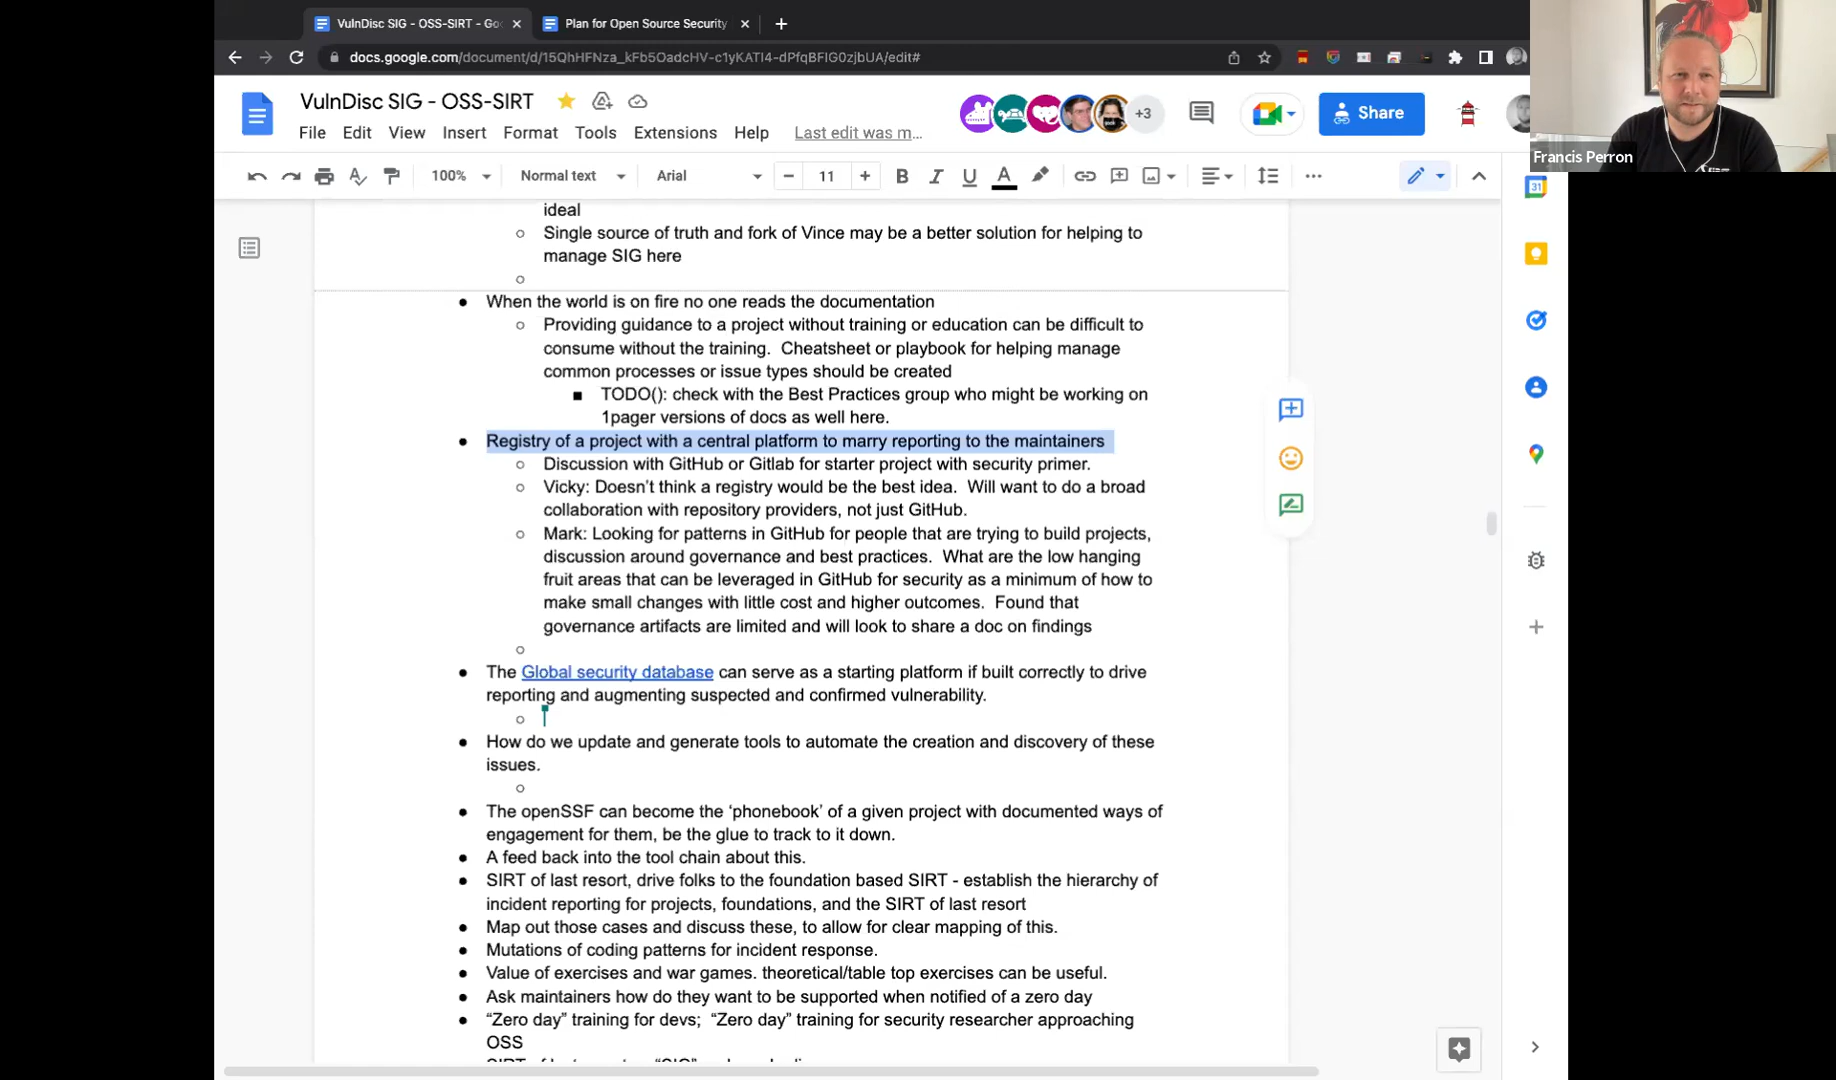 VulnDisc SIG - OSS-SIRT - Goo
Plan for Open Source Security
docs.google.com/document/d/15QhHFNza_kFb5OadcHV-c1yKATI4-dPfqBFIG0zjbUA/edit#
VulnDisc SIG - OSS-SIRT
+3
Share
File Edit View Insert Format Tools Extensions Help Last edit was m...
Francis Perron
100% Normal text Arial 11
31
ideal
Single source of truth and fork of Vince may be a better solution for helping to
manage SIG here
When the world is on fire no one reads the documentation
Providing guidance to a project without training or education can be difficult to
consume without the training.  Cheatsheet or playbook for helping manage
common processes or issue types should be created
TODO(): check with the Best Practices group who might be working on
1pager versions of docs as well here.
Registry of a project with a central platform to marry reporting to the maintainers
Discussion with GitHub or Gitlab for starter project with security primer.
Vicky: Doesn't think a registry would be the best idea.  Will want to do a broad
collaboration with repository providers, not just GitHub.
Mark: Looking for patterns in GitHub for people that are trying to build projects,
discussion around governance and best practices.  What are the low hanging
fruit areas that can be leveraged in GitHub for security as a minimum of how to
make small changes with little cost and higher outcomes.  Found that
governance artifacts are limited and will look to share a doc on findings
The Global security database can serve as a starting platform if built correctly to drive
reporting and augmenting suspected and confirmed vulnerability.
How do we update and generate tools to automate the creation and discovery of these
issues.
The openSSF can become the ‘phonebook’ of a given project with documented ways of
engagement for them, be the glue to track to it down.
A feed back into the tool chain about this.
SIRT of last resort, drive folks to the foundation based SIRT - establish the hierarchy of
incident reporting for projects, foundations, and the SIRT of last resort
Map out those cases and discuss these, to allow for clear mapping of this.
Mutations of coding patterns for incident response.
Value of exercises and war games. theoretical/table top exercises can be useful.
Ask maintainers how do they want to be supported when notified of a zero day
“Zero day” training for devs;  “Zero day” training for security researcher approaching
OSS